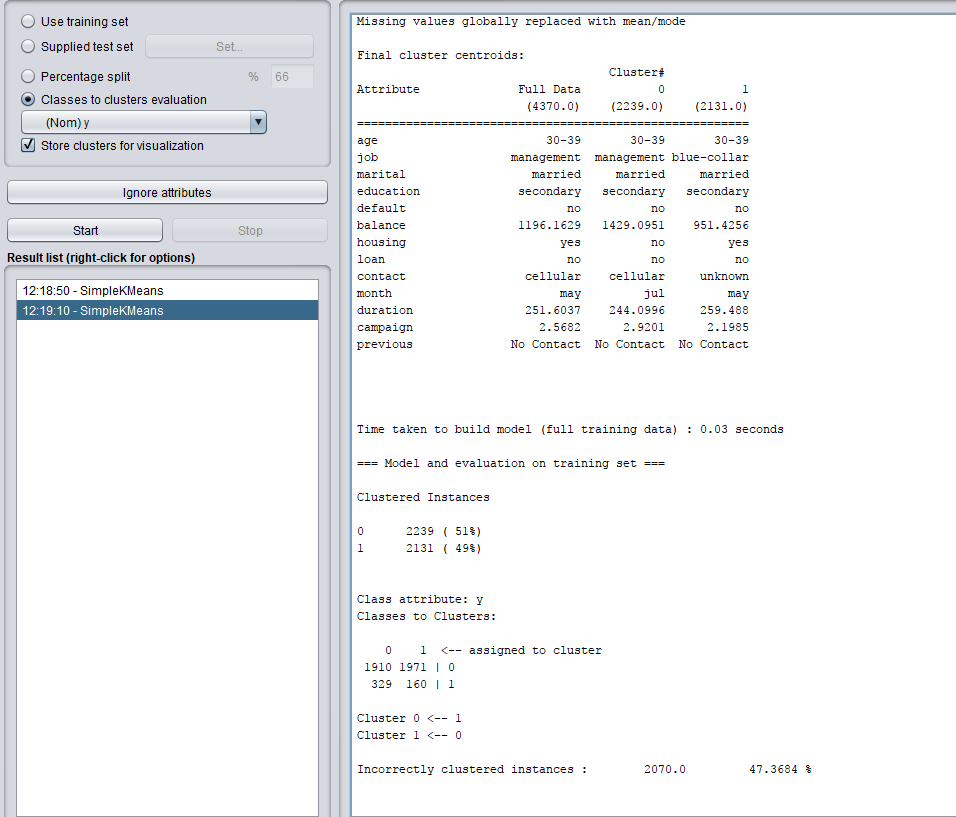 Use training set
Supplied test set
Set...
Percentage split
% 66
Classes to clusters evaluation
(Nom) y
Store clusters for visualization
Ignore attributes
Start
Stop
Result list (right-click for options)
12:18:50 - SimpleKMeans
12:19:10 - SimpleKMeans
Missing values globally replaced with mean/mode
Final cluster centroids:
Cluster#
Attribute Full Data 0 1
(4370.0) (2239.0) (2131.0)
========================================================
age 30-39 30-39 30-39
job management management blue-collar
marital married married married
education secondary secondary secondary
default no no no
balance 1196.1629 1429.0951 951.4256
housing yes no yes
loan no no no
contact cellular cellular unknown
month may jul may
duration 251.6037 244.0996 259.488
campaign 2.5682 2.9201 2.1985
previous No Contact No Contact No Contact
Time taken to build model (full training data) : 0.03 seconds
=== Model and evaluation on training set ===
Clustered Instances
0 2239 ( 51%)
1 2131 ( 49%)
Class attribute: y
Classes to Clusters:
0 1 <-- assigned to cluster
1910 1971 | 0
329 160 | 1
Cluster 0 <-- 1
Cluster 1 <-- 0
Incorrectly clustered instances : 2070.0 47.3684 %